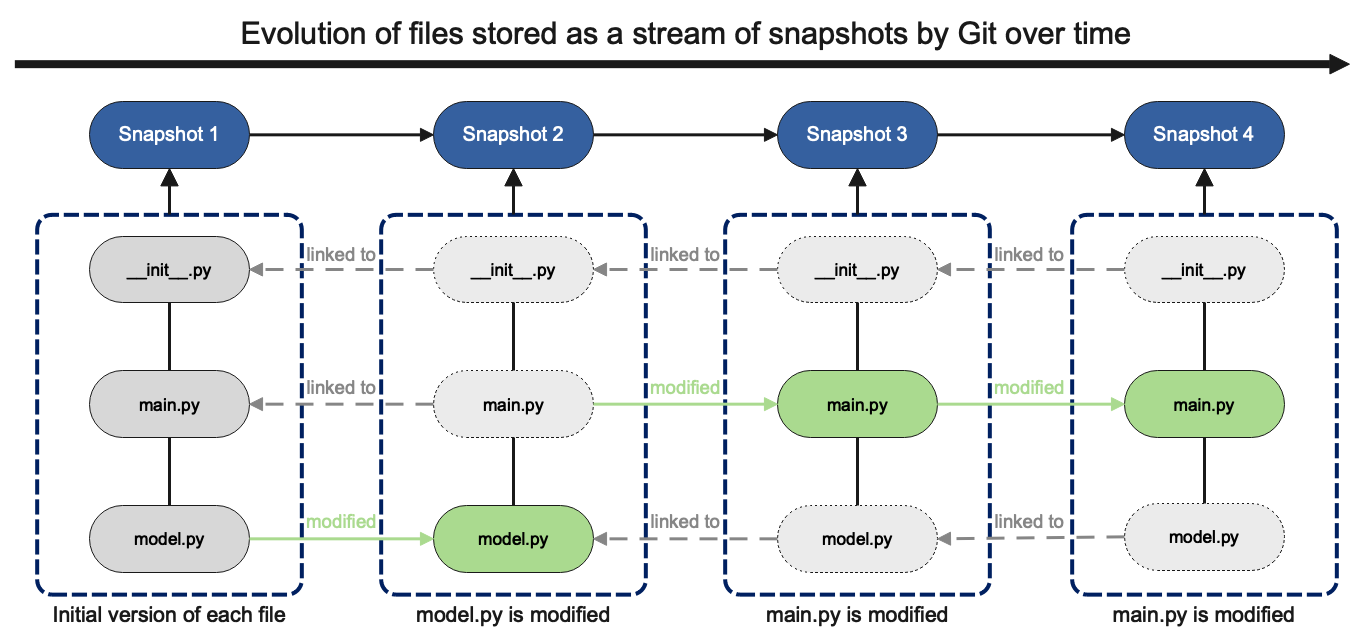 Evolution of files stored as a stream of snapshots by Git over time
Snapshot 1
Snapshot 2
Snapshot 3
Snapshot 4
__init__.py
linked to
__init__.py
linked to
__init__.py
linked to
__init__.py
main.py
linked to
main.py
modified
main.py
modified
main.py
model.py
modified
model.py
linked to
model.py
linked to
model.py
Initial version of each file
model.py is modified
main.py is modified
main.py is modified